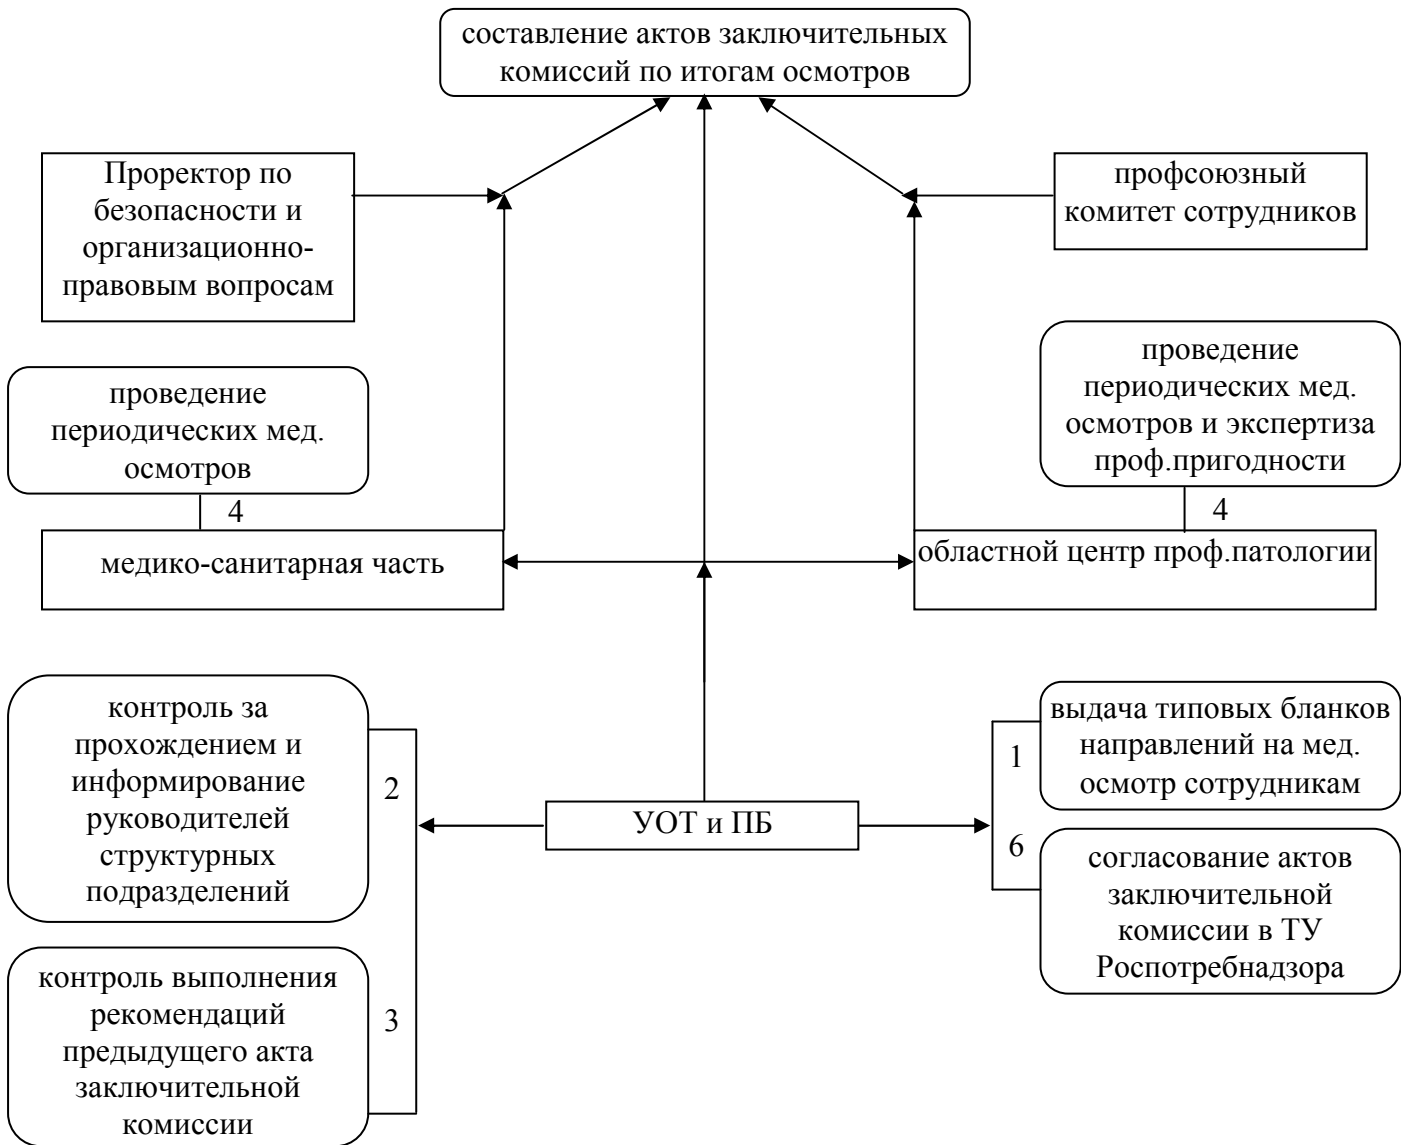 составление актов заключительных
комиссий по итогам осмотров
Проректор по
безопасности и
организационно-
правовым вопросам
профсоюзный
комитет сотрудников
проведение
периодических мед.
осмотров
4
проведение
периодических мед.
осмотров и экспертиза
проф.пригодности
4
медико-санитарная часть
областной центр проф.патологии
контроль за
прохождением и
информирование
руководителей
структурных
подразделений
2
УОТ и ПБ
1
выдача типовых бланков
направлений на мед.
осмотр сотрудникам
6
согласование актов
заключительной
комиссии в ТУ
Роспотребнадзора
контроль выполнения
рекомендаций
предыдущего акта
заключительной
комиссии
3